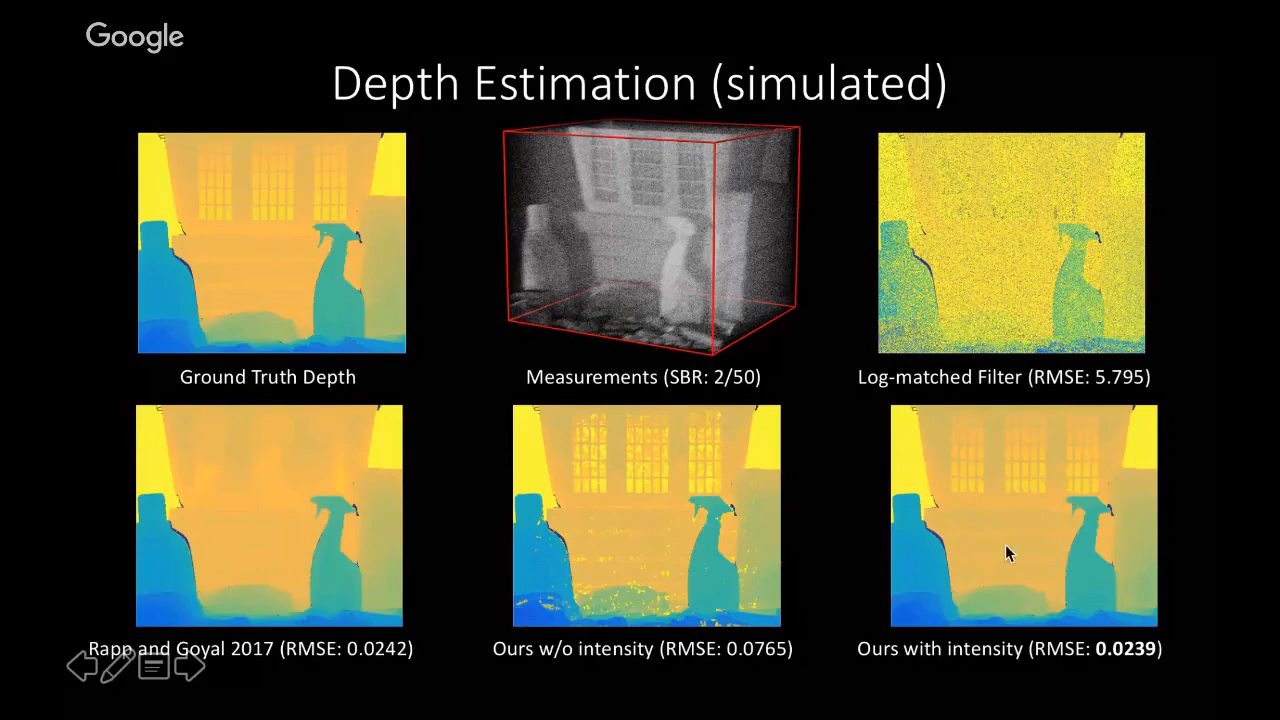 Google
Depth Estimation (simulated)
Ground Truth Depth
Measurements (SBR: 2/50)
Log-matched Filter (RMSE: 5.795)
Rapp and Goyal 2017 (RMSE: 0.0242)
Ours w/o intensity (RMSE: 0.0765)
Ours with intensity (RMSE: 0.0239)